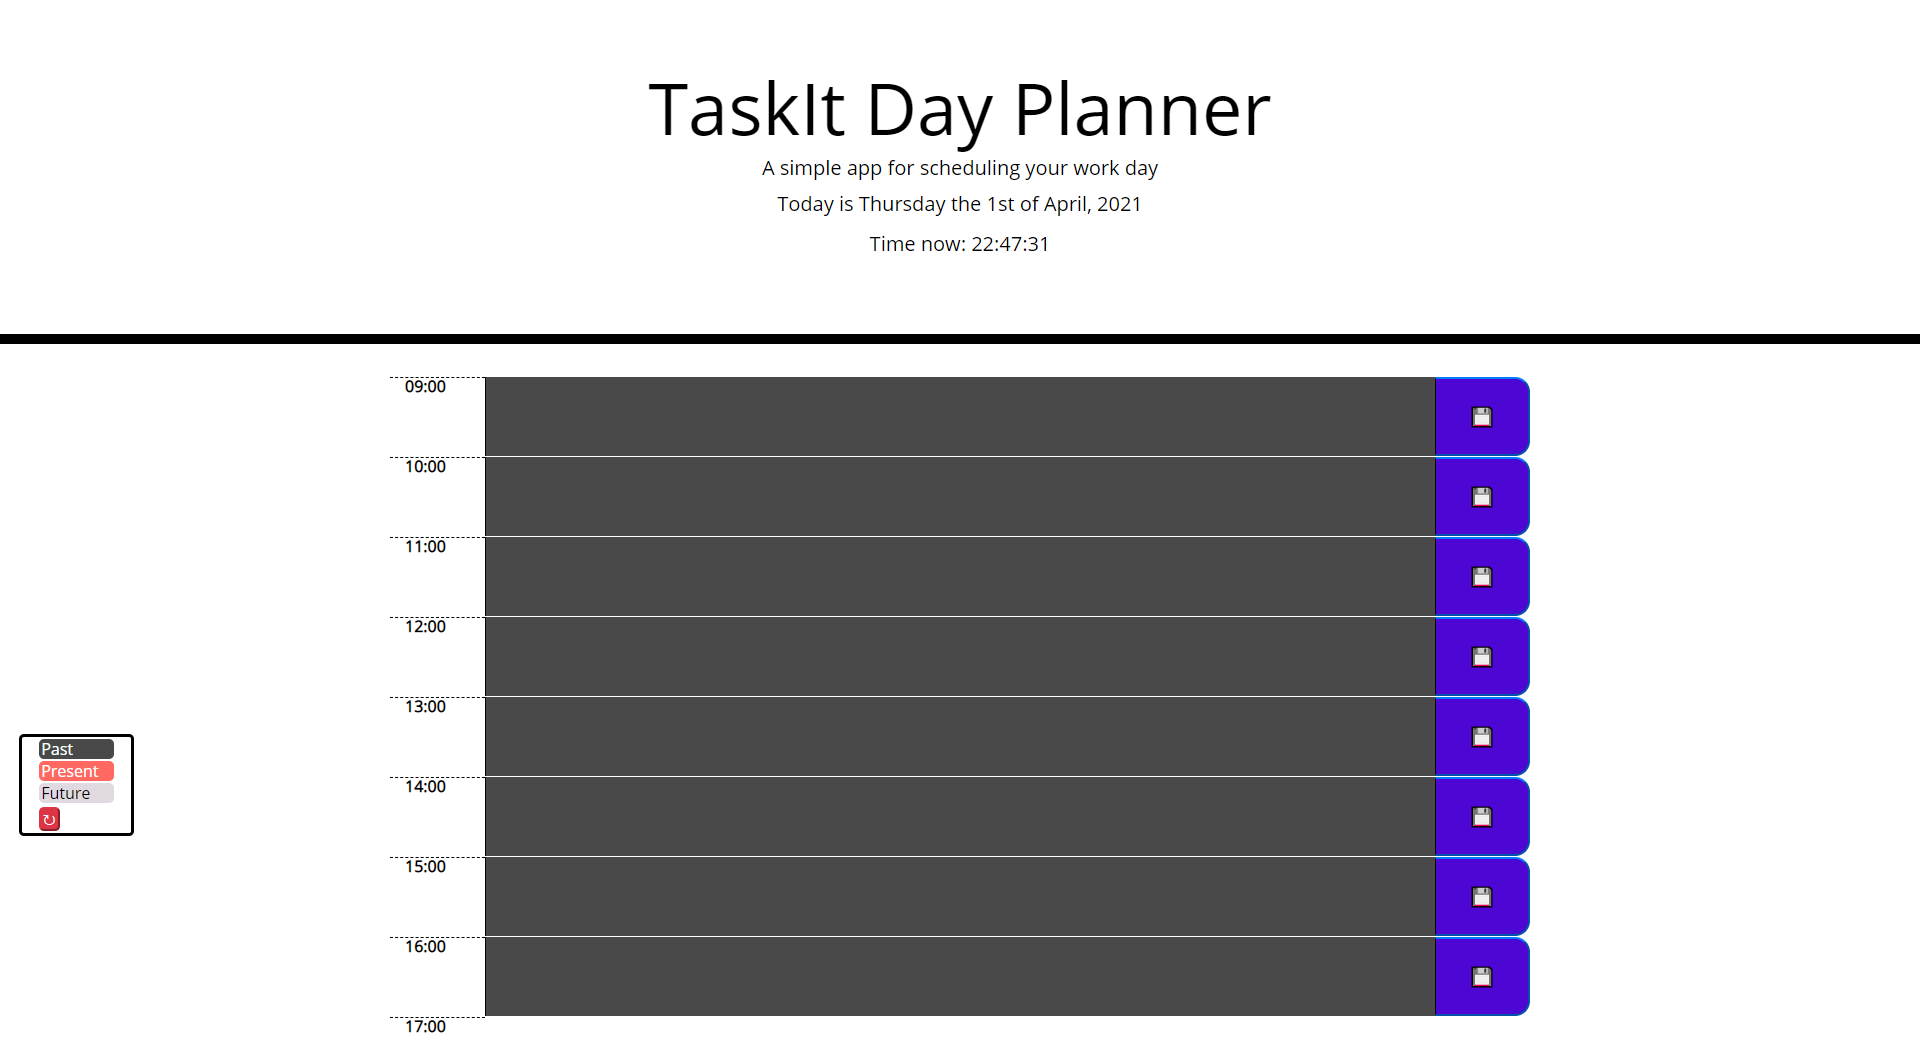 TaskIt Day Planner
A simple app for scheduling your work day
Today is Thursday the 1st of April, 2021
Time now: 22:47:31
09:00
10:00
11:00
12:00
13:00
14:00
15:00
16:00
17:00
Past
Present
Future
↻